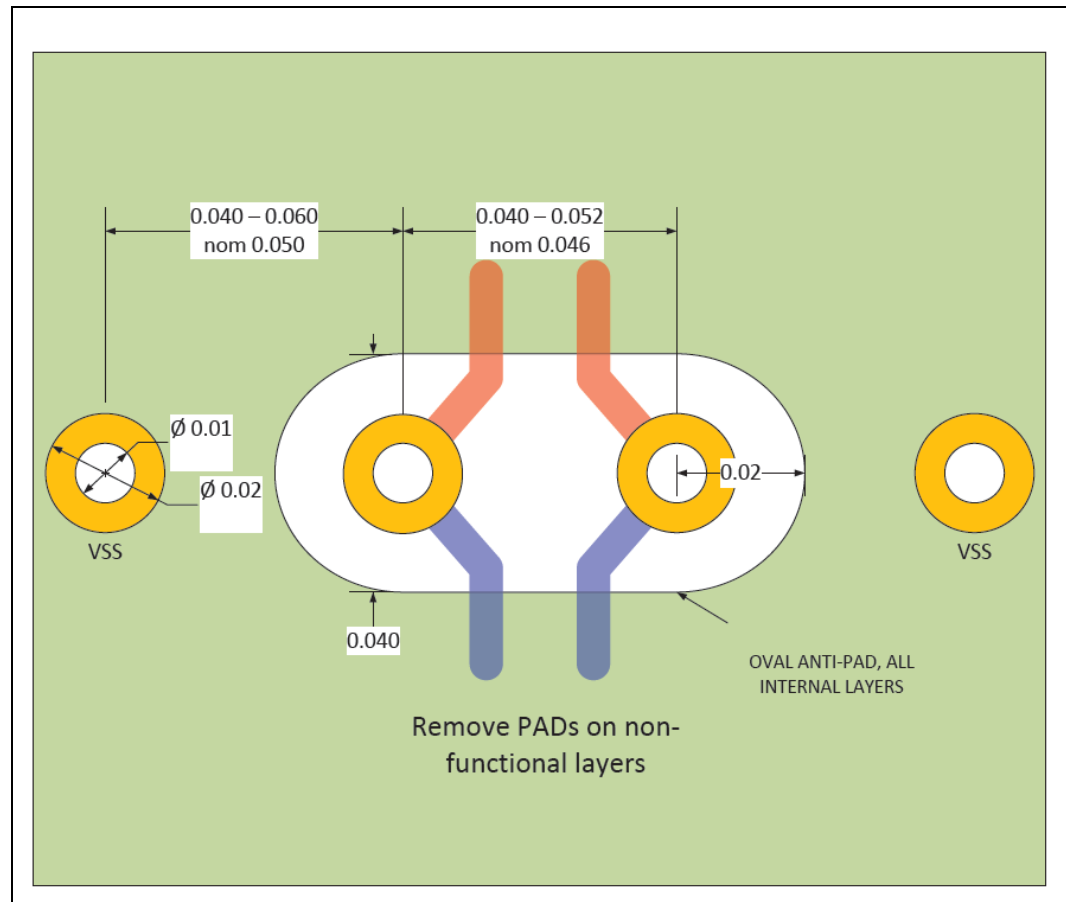 0.040 – 0.060
nom 0.050
0.040 – 0.052
nom 0.046
Ø 0.01
Ø 0.02
0.02
VSS
VSS
0.040
OVAL ANTI-PAD, ALL
INTERNAL LAYERS
Remove PADs on non-
functional layers